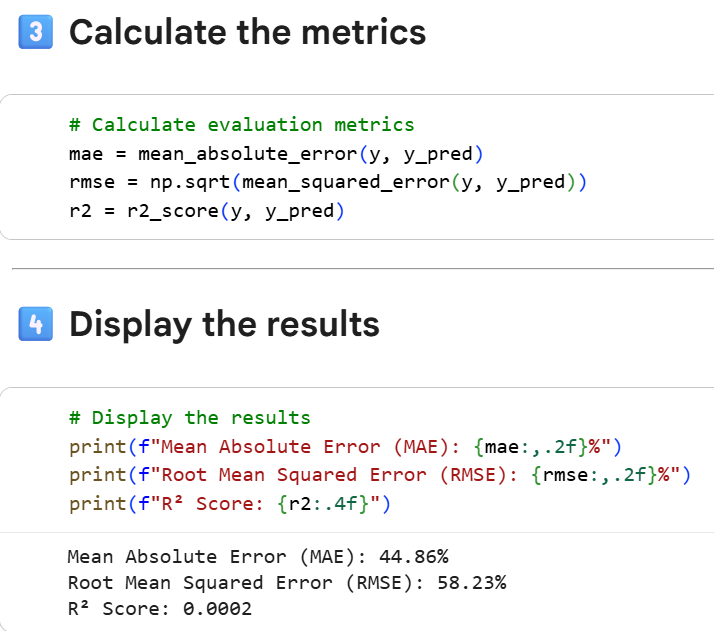 3 Calculate the metrics
# Calculate evaluation metrics
mae = mean_absolute_error(y, y_pred)
rmse = np.sqrt(mean_squared_error(y, y_pred))
r2 = r2_score(y, y_pred)
4 Display the results
# Display the results
print(f"Mean Absolute Error (MAE): {mae:,.2f}%")
print(f"Root Mean Squared Error (RMSE): {rmse:,.2f}%")
print(f"R² Score: {r2:.4f}")
Mean Absolute Error (MAE): 44.86%
Root Mean Squared Error (RMSE): 58.23%
R² Score: 0.0002